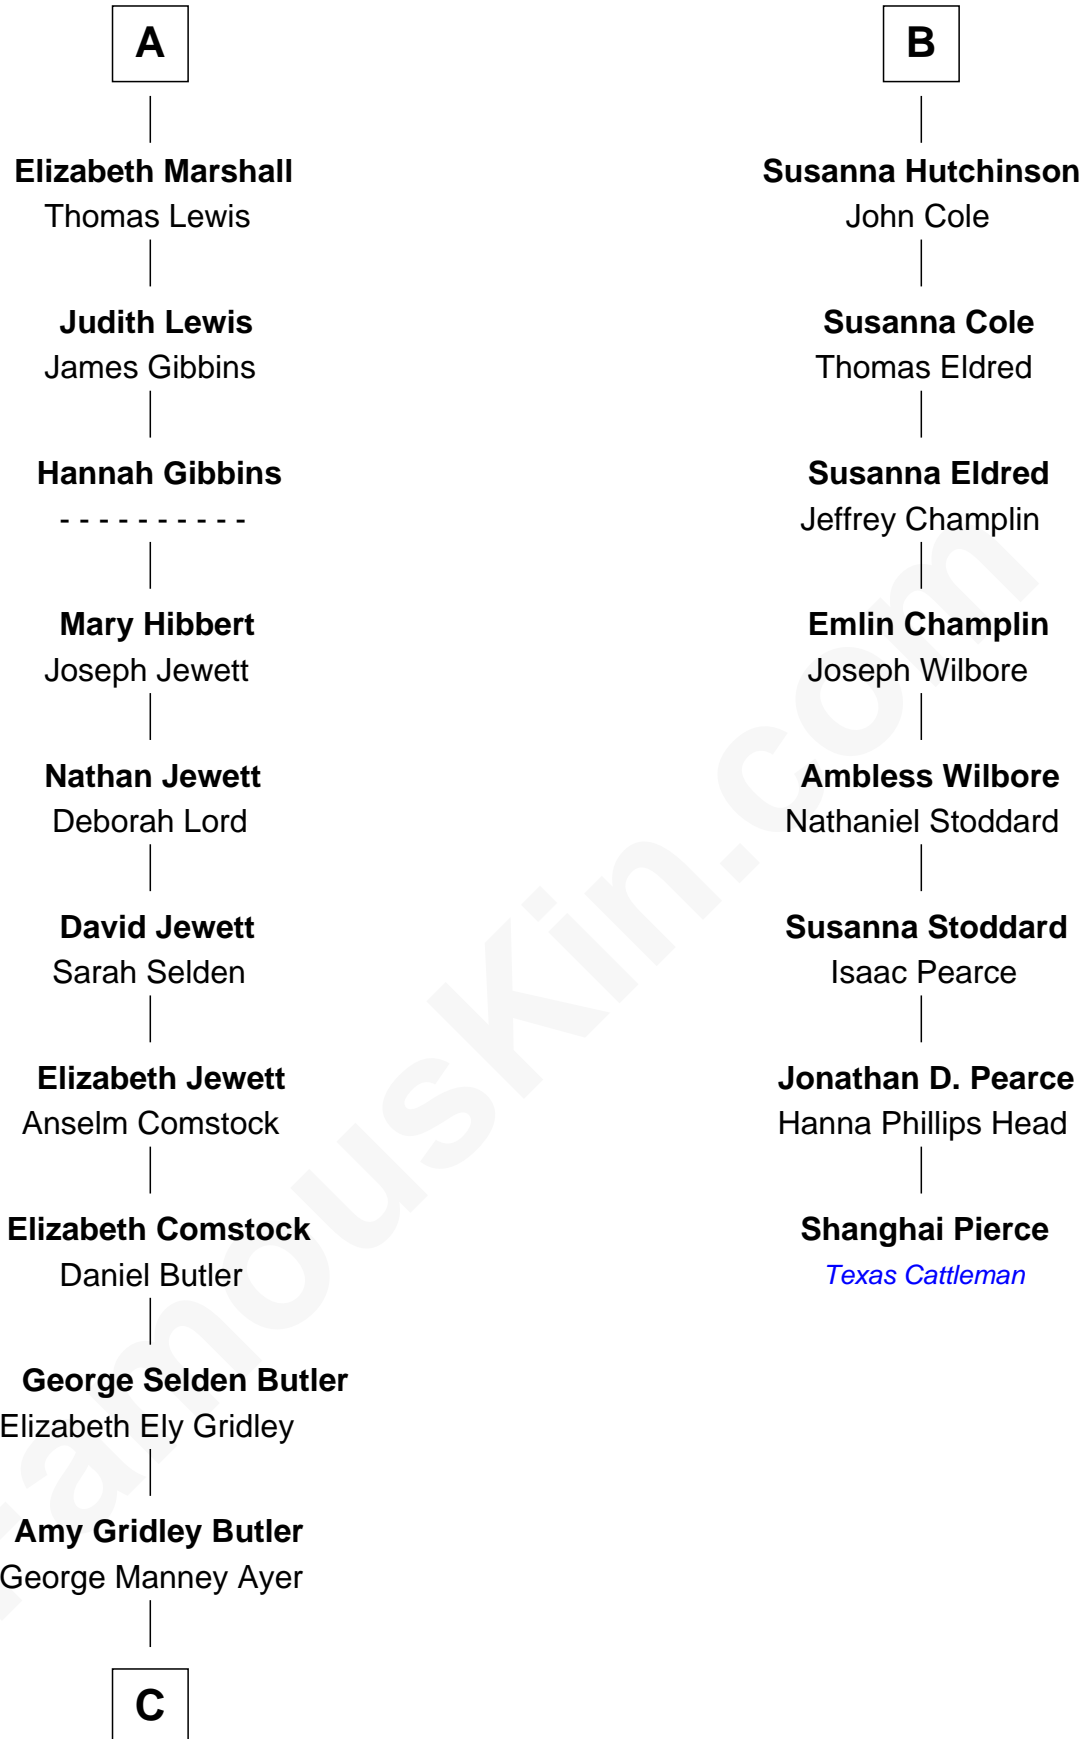 A
Elizabeth Marshall
Thomas Lewis
Judith Lewis
James Gibbins
Hannah Gibbins
- - - - - - - - - -
Mary Hibbert
Joseph Jewett
Nathan Jewett
Deborah Lord
David Jewett
Sarah Selden
Elizabeth Jewett
Anselm Comstock
Elizabeth Comstock
Daniel Butler
George Selden Butler
Elizabeth Ely Gridley
Amy Gridley Butler
George Manney Ayer
C
B
Susanna Hutchinson
John Cole
Susanna Cole
Thomas Eldred
Susanna Eldred
Jeffrey Champlin
Emlin Champlin
Joseph Wilbore
Ambless Wilbore
Nathaniel Stoddard
Susanna Stoddard
Isaac Pearce
Jonathan D. Pearce
Hanna Phillips Head
Shanghai Pierce
Texas Cattleman
FamousKin.com